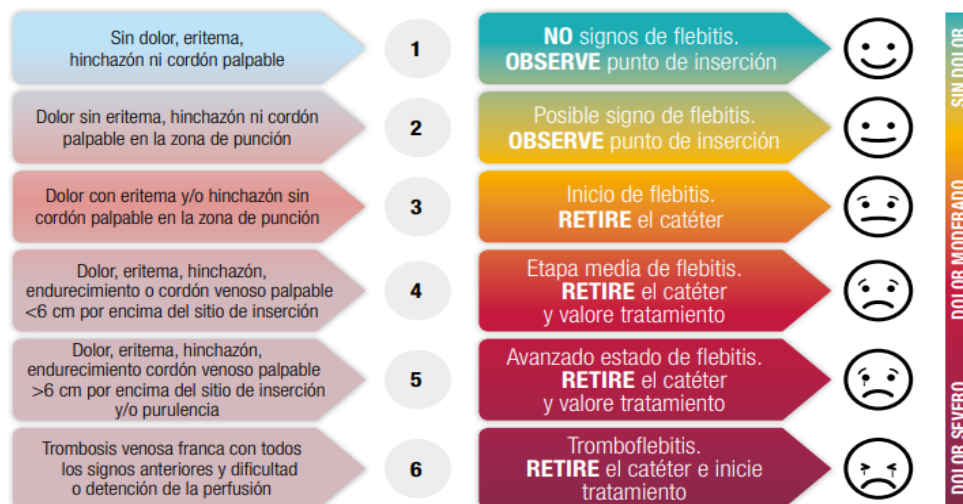 Sin dolor, eritema,
hinchazón ni cordón palpable
1
NO signos de flebitis.
OBSERVE punto de inserción
Dolor sin eritema, hinchazón ni cordón
palpable en la zona de punción
2
Posible signo de flebitis.
OBSERVE punto de inserción
Dolor con eritema y/o hinchazón sin
cordón palpable en la zona de punción
3
Inicio de flebitis.
RETIRE el catéter
Dolor, eritema, hinchazón,
endurecimiento o cordón venoso palpable
<6 cm por encima del sitio de inserción
4
Etapa media de flebitis.
RETIRE el catéter
y valore tratamiento
Dolor, eritema, hinchazón,
endurecimiento cordón venoso palpable
>6 cm por encima del sitio de inserción
y/o purulencia
5
Avanzado estado de flebitis.
RETIRE el catéter
y valore tratamiento
Trombosis venosa franca con todos
los signos anteriores y dificultad
o detención de la perfusión
6
Tromboflebitis.
RETIRE el catéter e inicie
tratamiento
SIN DOLOR
DOLOR MODERADO
DOLOR SEVERO